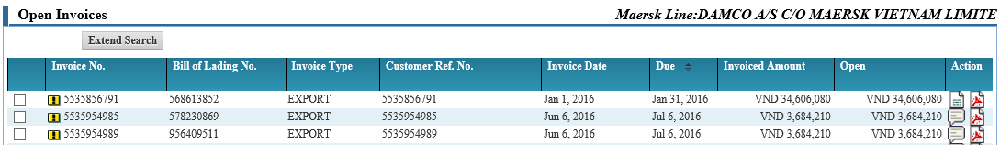 Open Invoices Maersk Line:DAMCO A/S C/O MAERSK VIETNAM LIMITE
Extend Search
Invoice No. Bill of Lading No. Invoice Type Customer Ref. No. Invoice Date Due Invoiced Amount Open Action
5535856791 568613852 EXPORT 5535856791 Jan 1, 2016 Jan 31, 2016 VND 34,606,080 VND 34,606,080
5535954985 578230869 EXPORT 5535954985 Jun 6, 2016 Jul 6, 2016 VND 3,684,210 VND 3,684,210
5535954989 956409511 EXPORT 5535954989 Jun 6, 2016 Jul 6, 2016 VND 3,684,210 VND 3,684,210